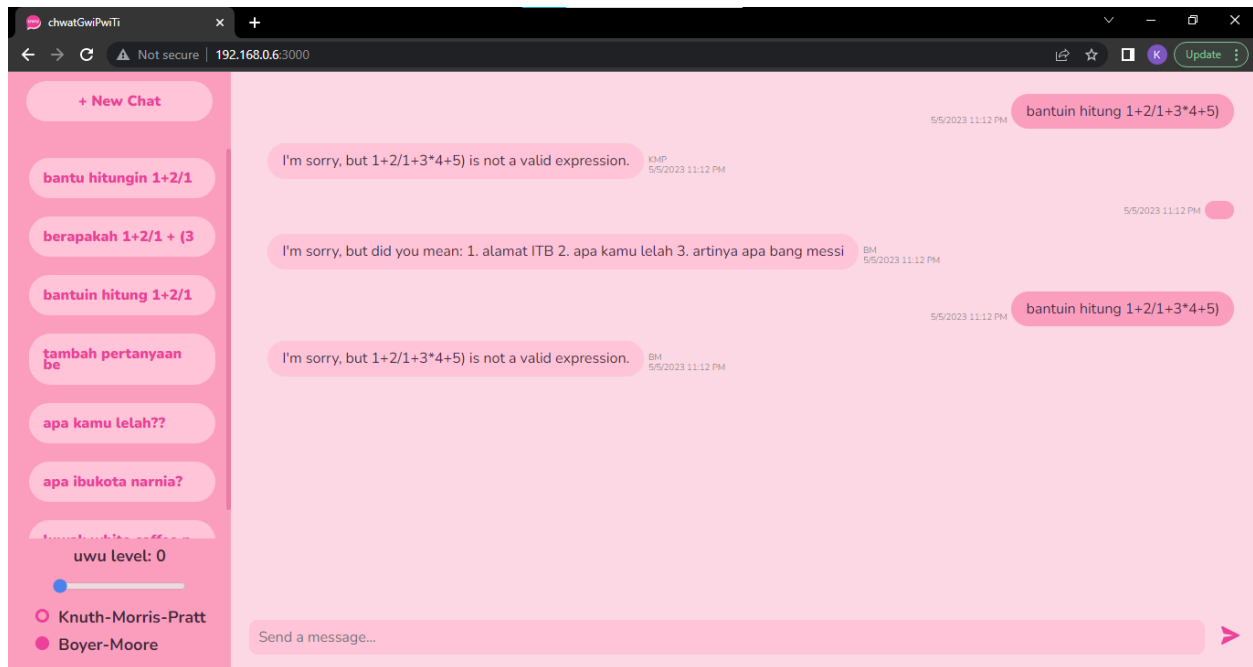 chwatGwiPwiTi
Not secure | 192.168.0.6:3000
K
Update
+ New Chat
bantu hitungin 1+2/1
berapakah 1+2/1 + (3
bantuin hitung 1+2/1
tambah pertanyaan
be
apa kamu lelah??
apa ibukota narnia?
uwu level: 0
Knuth-Morris-Pratt
Boyer-Moore
5/5/2023 11:12 PM
bantuin hitung 1+2/1+3*4+5)
I'm sorry, but 1+2/1+3*4+5) is not a valid expression.
KMP
5/5/2023 11:12 PM
5/5/2023 11:12 PM
I'm sorry, but did you mean: 1. alamat ITB 2. apa kamu lelah 3. artinya apa bang messi
BM
5/5/2023 11:12 PM
5/5/2023 11:12 PM
bantuin hitung 1+2/1+3*4+5)
I'm sorry, but 1+2/1+3*4+5) is not a valid expression.
BM
5/5/2023 11:12 PM
Send a message...